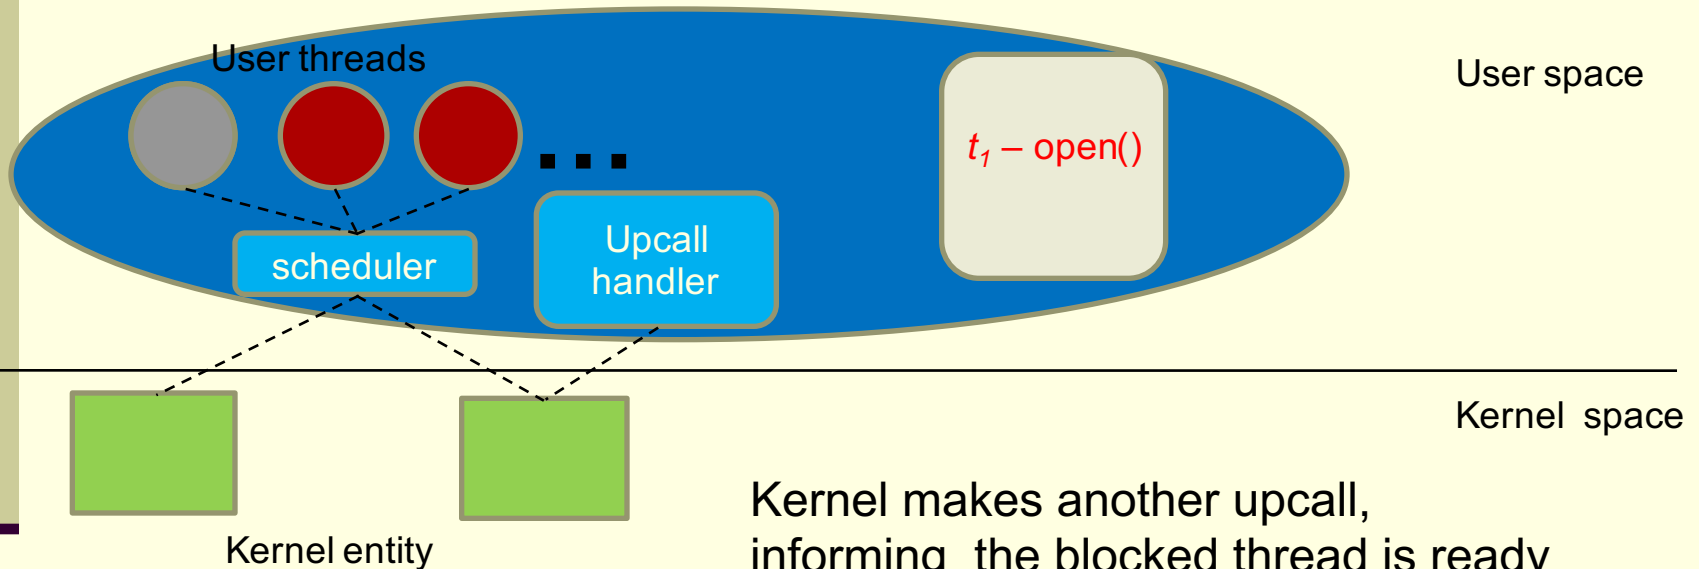 User threads
User space
t1 – open()
...
Upcall
handler
scheduler
Kernel space
Kernel entity
Kernel makes another upcall,
informing the blocked thread is ready